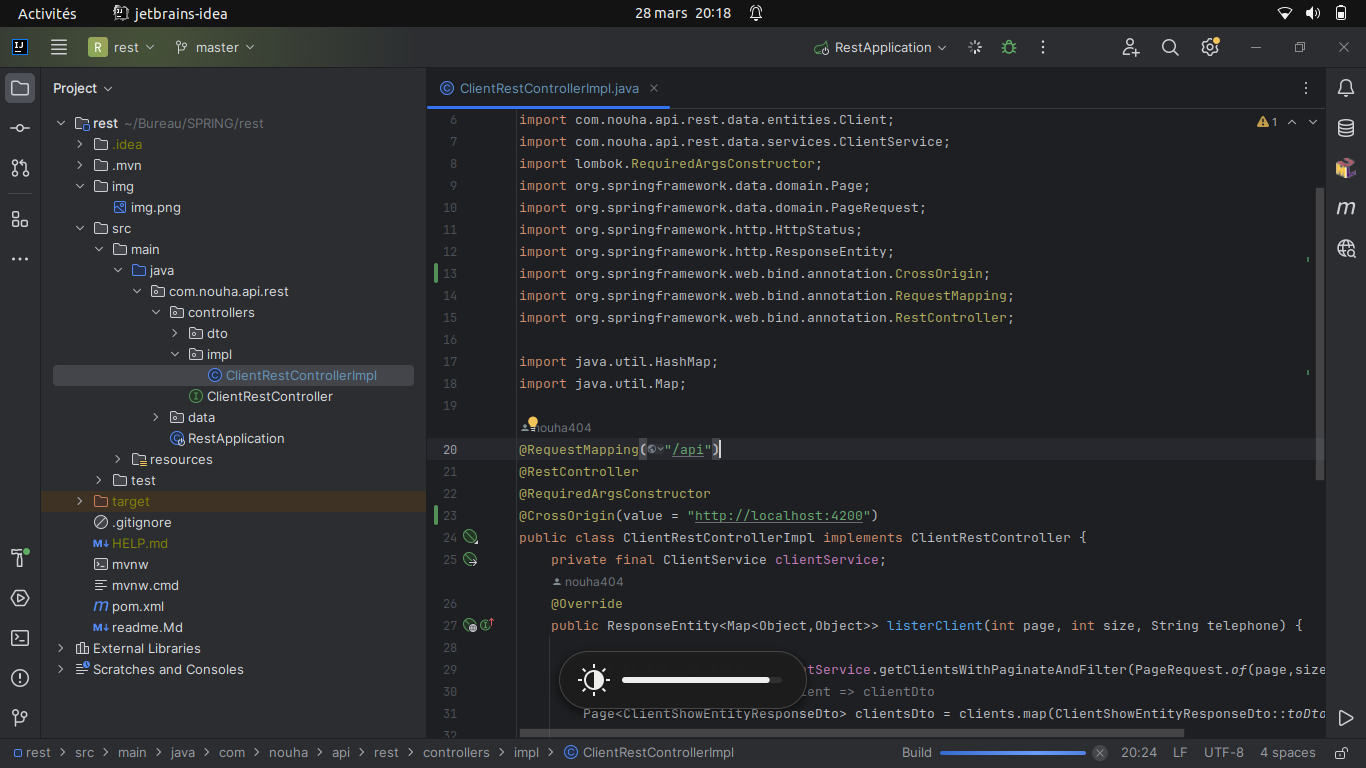 Activités
jetbrains-idea
28 mars 20:18
R rest
master
RestApplication
Project
rest ~/Bureau/SPRING/rest
.idea
.mvn
img
img.png
src
main
java
com.nouha.api.rest
controllers
dto
impl
ClientRestControllerImpl
ClientRestController
data
RestApplication
resources
test
target
.gitignore
HELP.md
mvnw
mvnw.cmd
pom.xml
readme.Md
External Libraries
Scratches and Consoles
ClientRestControllerImpl.java
1
6 import com.nouha.api.rest.data.entities.Client;
7 import com.nouha.api.rest.data.services.ClientService;
8 import lombok.RequiredArgsConstructor;
9 import org.springframework.data.domain.Page;
10 import org.springframework.data.domain.PageRequest;
11 import org.springframework.http.HttpStatus;
12 import org.springframework.http.ResponseEntity;
13 import org.springframework.web.bind.annotation.CrossOrigin;
14 import org.springframework.web.bind.annotation.RequestMapping;
15 import org.springframework.web.bind.annotation.RestController;
16
17 import java.util.HashMap;
18 import java.util.Map;
19
nouha404
20 @RequestMapping("/api")
21 @RestController
22 @RequiredArgsConstructor
23 @CrossOrigin(value = "http://localhost:4200")
24 public class ClientRestControllerImpl implements ClientRestController {
25 private final ClientService clientService;
nouha404
26 @Override
27 public ResponseEntity<Map<Object,Object>> listerClient(int page, int size, String telephone) {
28
29 ntService.getClientsWithPaginateAndFilter(PageRequest.of(page,size
30 ent => clientDto
31 Page<ClientShowEntityResponseDto> clientsDto = clients.map(ClientShowEntityResponseDto::toDto
32
rest > src > main > java > com > nouha > api > rest > controllers > impl > ClientRestControllerImpl
Build
20:24 LF UTF-8 4 spaces